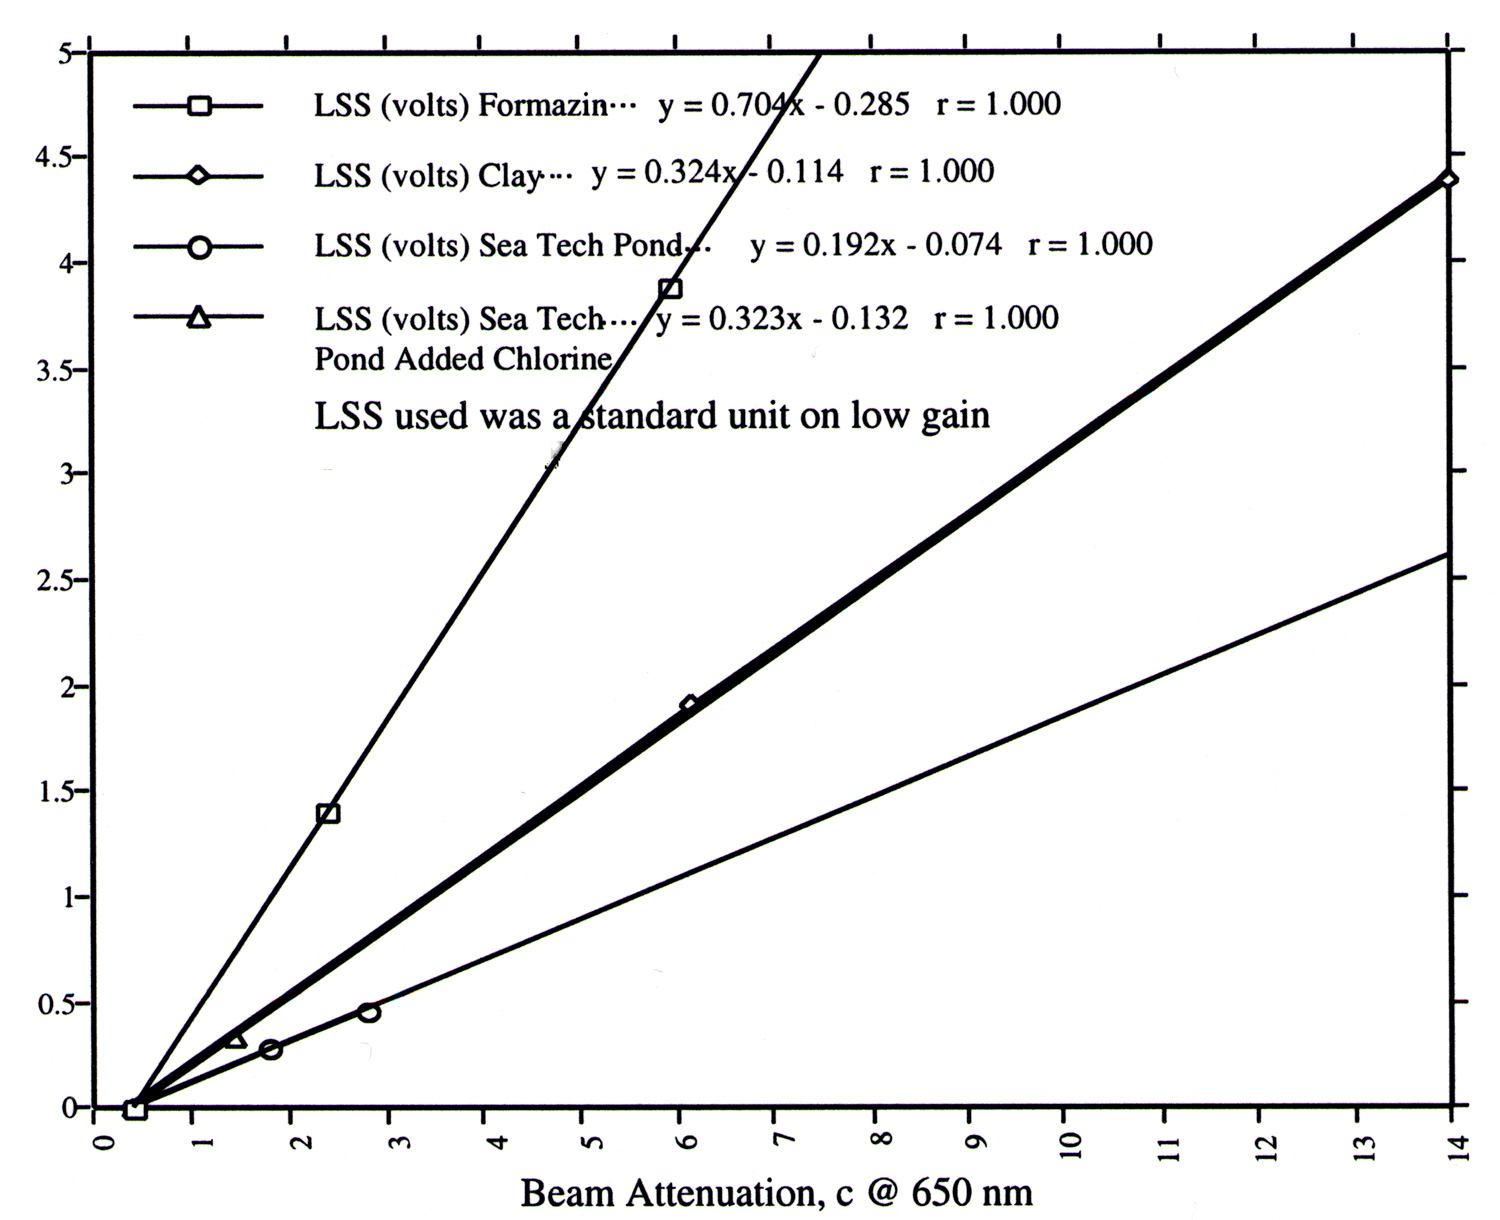 5
4.5
4
3.5
3
2.5
2
1.5
1
0.5
0
LSS (volts) Formazin··· y = 0.704x - 0.285 r = 1.000
LSS (volts) Clay··· y = 0.324x - 0.114 r = 1.000
LSS (volts) Sea Tech Pond··· y = 0.192x - 0.074 r = 1.000
LSS (volts) Sea Tech···· y = 0.323x - 0.132 r = 1.000
Pond Added Chlorine
LSS used was a standard unit on low gain
0 1 2 3 4 5 6 7 8 9 10 11 12 13 14
Beam Attenuation, c @ 650 nm